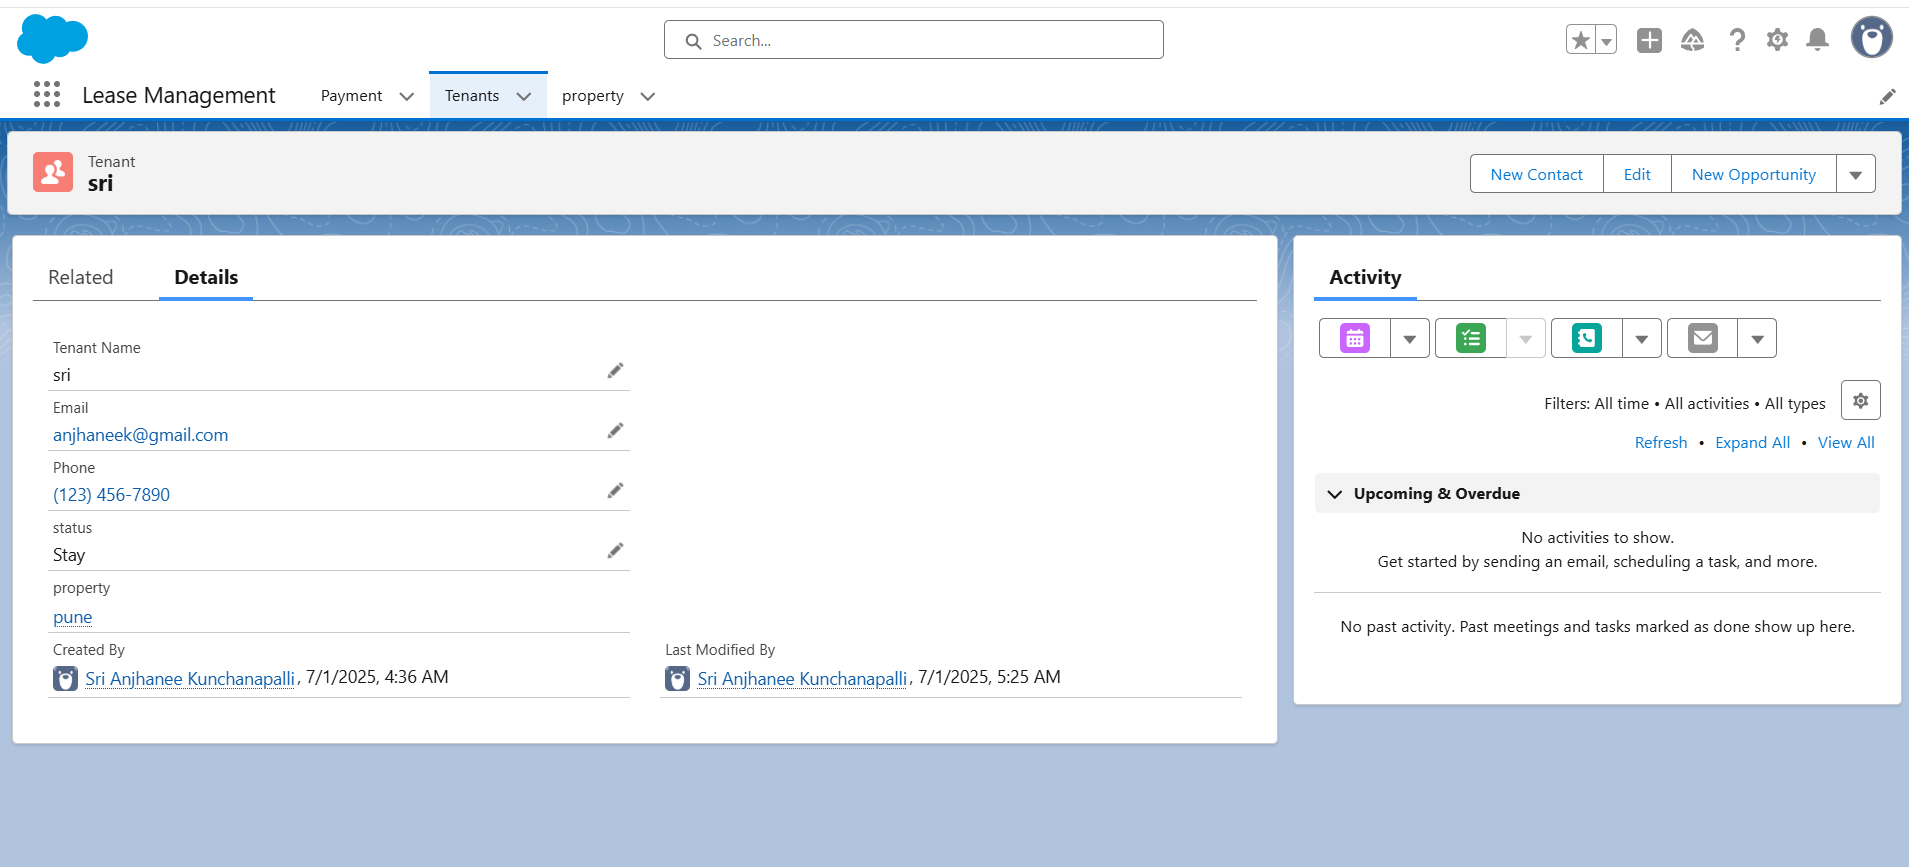 Search...
Lease Management
Payment
Tenants
property
Tenant
sri
New Contact
Edit
New Opportunity
Related
Details
Tenant Name
sri
Email
anjhaneek@gmail.com
Phone
(123) 456-7890
status
Stay
property
pune
Created By
Sri Anjhanee Kunchanapalli, 7/1/2025, 4:36 AM
Last Modified By
Sri Anjhanee Kunchanapalli, 7/1/2025, 5:25 AM
Activity
Filters: All time • All activities • All types
Refresh • Expand All • View All
Upcoming & Overdue
No activities to show.
Get started by sending an email, scheduling a task, and more.
No past activity. Past meetings and tasks marked as done show up here.